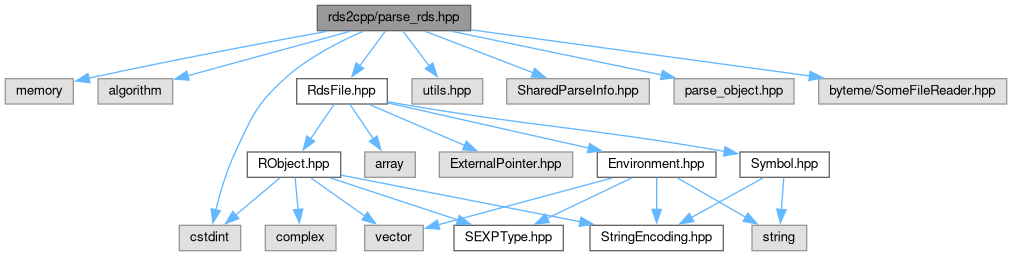 rds2cpp/parse_rds.hpp
memory
algorithm
RdsFile.hpp
utils.hpp
SharedParseInfo.hpp
parse_object.hpp
byteme/SomeFileReader.hpp
RObject.hpp
array
ExternalPointer.hpp
Environment.hpp
Symbol.hpp
cstdint
complex
vector
SEXPType.hpp
StringEncoding.hpp
string